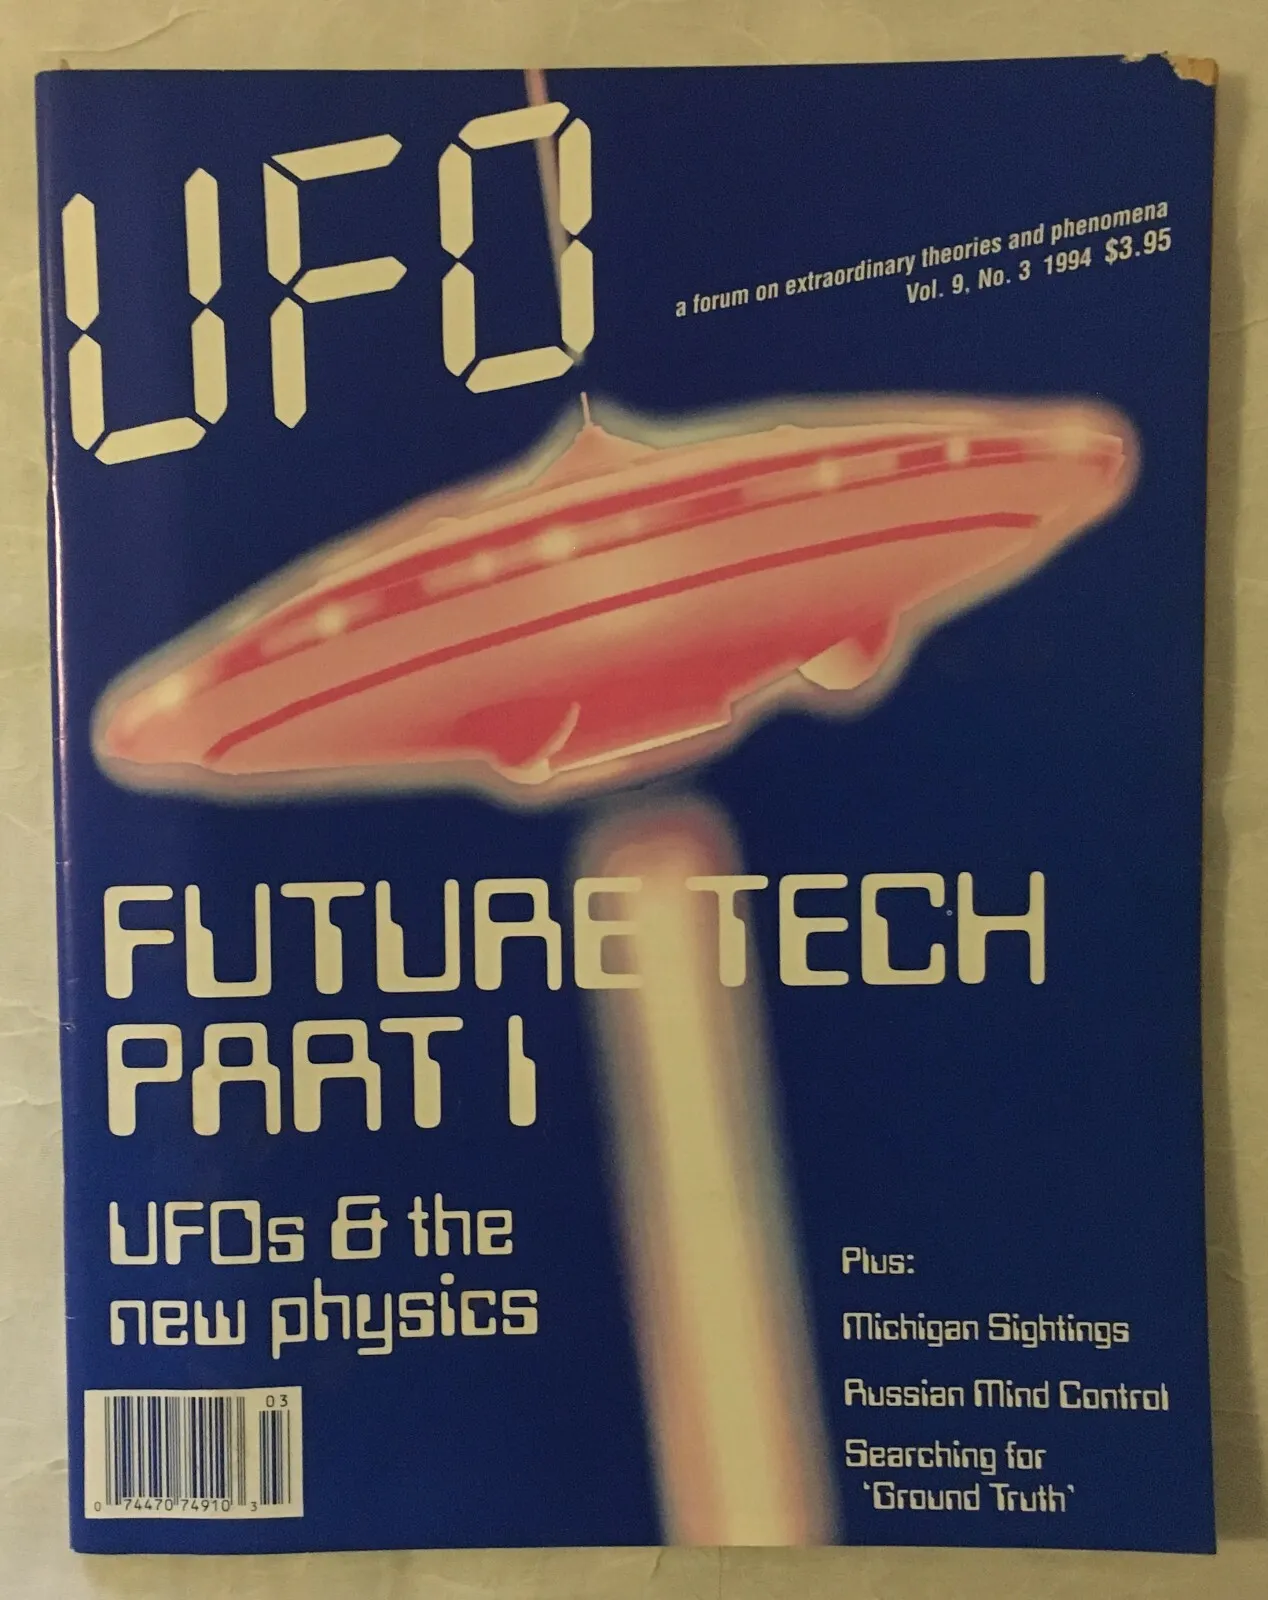 UFO
a forum on extraordinary theories and phenomena
Vol. 9, No. 3 1994 $3.95
FUTURE TECH
PART I
UFOs & the
new physics
Plus:
Michigan Sightings
Russian Mind Control
Searching for
'Ground Truth'
03
0 74470 74910 3